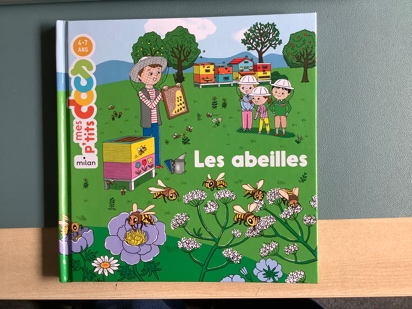 4-7 ANS
mes p'tits docs
milan
Les abeilles